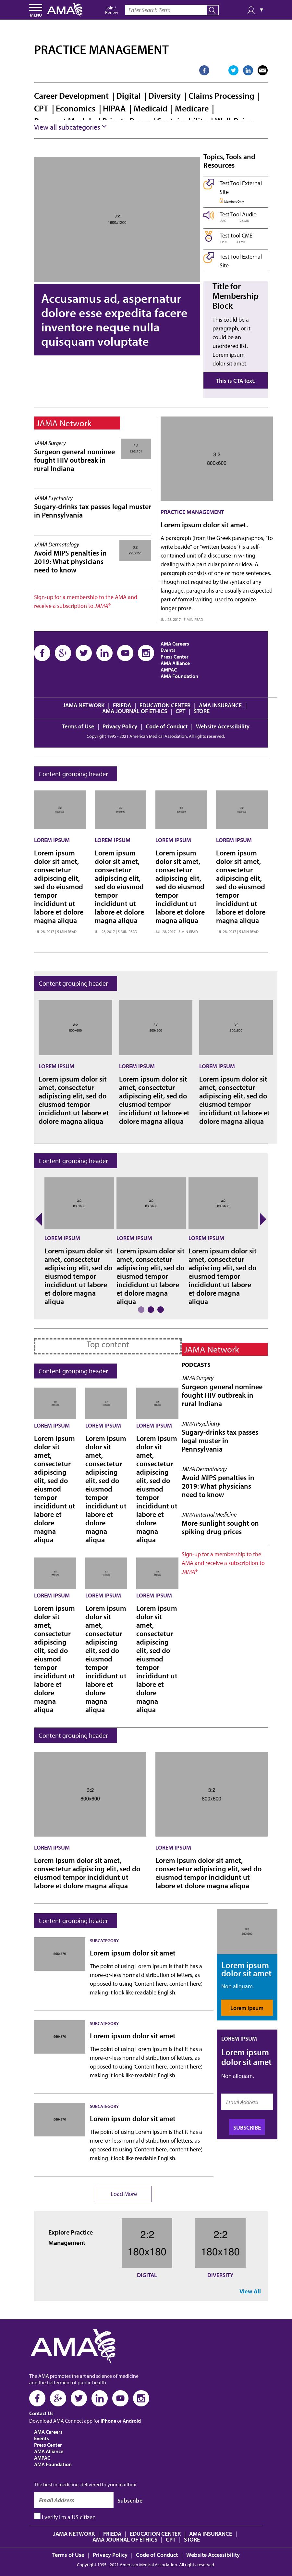 MENU
AMA
Join /
Renew
Enter Search Term
PRACTICE MANAGEMENT
Career Development | Digital | Diversity | Claims Processing |
CPT | Economics | HIPAA | Medicaid | Medicare |
View all subcategories
3:2
1800x1200
Accusamus ad, aspernatur
dolore esse expedita facere
inventore neque nulla
quisquam voluptate
Topics, Tools and
Resources
Test Tool External
Site
Members Only
Test Tool Audio
Test tool CME
Test Tool External
Site
Title for
Membership
Block
This could be a
paragraph, or it
could be an
unordered list.
Lorem ipsum
dolor sit amet.
This is CTA text.
JAMA Network
JAMA Surgery
Surgeon general nominee
fought HIV outbreak in
rural Indiana
JAMA Psychiatry
Sugary-drinks tax passes legal muster
in Pennsylvania
JAMA Dermatology
Avoid MIPS penalties in
2019: What physicians
need to know
Sign-up for a membership to the AMA and
receive a subscription to JAMA*
3:2
800x600
PRACTICE MANAGEMENT
Lorem ipsum dolor sit amet.
A paragraph (from the Greek paragraphos, "to
write beside" or "written beside") is a self-
contained unit of a discourse in writing
dealing with a particular point or idea. A
paragraph consists of one or more sentences.
Though not required by the syntax of any
language, paragraphs are usually an expected
part of formal writing, used to organize
longer prose.
JUL 28, 2017 | 5 MIN READ
AMA Careers
Events
Press Center
AMA Alliance
AMPAC
AMA Foundation
JAMA NETWORK | FRIEDA | EDUCATION CENTER | AMA INSURANCE |
AMA JOURNAL OF ETHICS | CPT | STORE
Terms of Use | Privacy Policy | Code of Conduct | Website Accessibility
Copyright 1995 - 2021 American Medical Association. All rights reserved.
Content grouping header
LOREM IPSUM
Lorem ipsum
dolor sit amet,
consectetur
adipiscing elit,
sed do eiusmod
tempor
incididunt ut
labore et dolore
magna aliqua
JUL 28, 2017 | 5 MIN READ
LOREM IPSUM
Lorem ipsum
dolor sit amet,
consectetur
adipiscing elit,
sed do eiusmod
tempor
incididunt ut
labore et dolore
magna aliqua
JUL 28, 2017 | 5 MIN READ
LOREM IPSUM
Lorem ipsum
dolor sit amet,
consectetur
adipiscing elit,
sed do eiusmod
tempor
incididunt ut
labore et dolore
magna aliqua
JUL 28, 2017 | 5 MIN READ
LOREM IPSUM
Lorem ipsum
dolor sit amet,
consectetur
adipiscing elit,
sed do eiusmod
tempor
incididunt ut
labore et dolore
magna aliqua
JUL 28, 2017 | 5 MIN READ
Content grouping header
LOREM IPSUM
Lorem ipsum dolor sit
amet, consectetur
adipiscing elit, sed do
eiusmod tempor
incididunt ut labore et
dolore magna aliqua
LOREM IPSUM
Lorem ipsum dolor sit
amet, consectetur
adipiscing elit, sed do
eiusmod tempor
incididunt ut labore et
dolore magna aliqua
LOREM IPSUM
Lorem ipsum dolor sit
amet, consectetur
adipiscing elit, sed do
eiusmod tempor
incididunt ut labore et
dolore magna aliqua
Content grouping header
LOREM IPSUM
Lorem ipsum dolor sit
amet, consectetur
adipiscing elit, sed do
eiusmod tempor
incididunt ut labore
et dolore magna
aliqua
LOREM IPSUM
Lorem ipsum dolor sit
amet, consectetur
adipiscing elit, sed do
eiusmod tempor
incididunt ut labore
et dolore magna
aliqua
LOREM IPSUM
Lorem ipsum dolor sit
amet, consectetur
adipiscing elit, sed do
eiusmod tempor
incididunt ut labore
et dolore magna
aliqua
Top content
Content grouping header
LOREM IPSUM
Lorem ipsum
dolor sit
amet,
consectetur
adipiscing
elit, sed do
eiusmod
tempor
incididunt ut
labore et
dolore
magna
aliqua
LOREM IPSUM
Lorem ipsum
dolor sit
amet,
consectetur
adipiscing
elit, sed do
eiusmod
tempor
incididunt ut
labore et
dolore
magna
aliqua
LOREM IPSUM
Lorem ipsum
dolor sit
amet,
consectetur
adipiscing
elit, sed do
eiusmod
tempor
incididunt ut
labore et
dolore
magna
aliqua
LOREM IPSUM
Lorem ipsum
dolor sit
amet,
consectetur
adipiscing
elit, sed do
eiusmod
tempor
incididunt ut
labore et
dolore
magna
aliqua
LOREM IPSUM
Lorem ipsum
dolor sit
amet,
consectetur
adipiscing
elit, sed do
eiusmod
tempor
incididunt ut
labore et
dolore
magna
aliqua
LOREM IPSUM
Lorem ipsum
dolor sit
amet,
consectetur
adipiscing
elit, sed do
eiusmod
tempor
incididunt ut
labore et
dolore
magna
aliqua
JAMA Network
PODCASTS
JAMA Surgery
Surgeon general nominee
fought HIV outbreak in
rural Indiana
JAMA Psychiatry
Sugary-drinks tax passes
legal muster in
Pennsylvania
JAMA Dermatology
Avoid MIPS penalties in
2019: What physicians
need to know
JAMA Internal Medicine
More sunlight sought on
spiking drug prices
Sign-up for a membership to the
AMA and receive a subscription to
JAMA*
Content grouping header
3:2
800x600
LOREM IPSUM
Lorem ipsum dolor sit amet,
consectetur adipiscing elit, sed do
eiusmod tempor incididunt ut
labore et dolore magna aliqua
3:2
800x600
LOREM IPSUM
Lorem ipsum dolor sit amet,
consectetur adipiscing elit, sed do
eiusmod tempor incididunt ut
labore et dolore magna aliqua
Content grouping header
SUBCATEGORY
Lorem ipsum dolor sit amet
The point of using Lorem Ipsum is that it has a
more-or-less normal distribution of letters, as
opposed to using 'Content here, content here',
making it look like readable English.
SUBCATEGORY
Lorem ipsum dolor sit amet
The point of using Lorem Ipsum is that it has a
more-or-less normal distribution of letters, as
opposed to using 'Content here, content here',
making it look like readable English.
SUBCATEGORY
Lorem ipsum dolor sit amet
The point of using Lorem Ipsum is that it has a
more-or-less normal distribution of letters, as
opposed to using 'Content here, content here',
making it look like readable English.
Load More
Lorem ipsum
dolor sit amet
Non aliquam.
Lorem ipsum
LOREM IPSUM
Lorem ipsum
dolor sit amet
Non aliquam.
Email Address
SUBSCRIBE
Explore Practice
Management
2:2
180x180
DIGITAL
2:2
180x180
DIVERSITY
View All
AMA
The AMA promotes the art and science of medicine
and the betterment of public health.
Contact Us
Download AMA Connect app for iPhone or Android
AMA Careers
Events
Press Center
AMA Alliance
AMPAC
AMA Foundation
The best in medicine, delivered to your mailbox
Email Address
Subscribe
I verify I'm a US citizen
JAMA NETWORK | FRIEDA | EDUCATION CENTER | AMA INSURANCE |
AMA JOURNAL OF ETHICS | CPT | STORE
Terms of Use | Privacy Policy | Code of Conduct | Website Accessibility
Copyright 1995 - 2021 American Medical Association. All rights reserved.